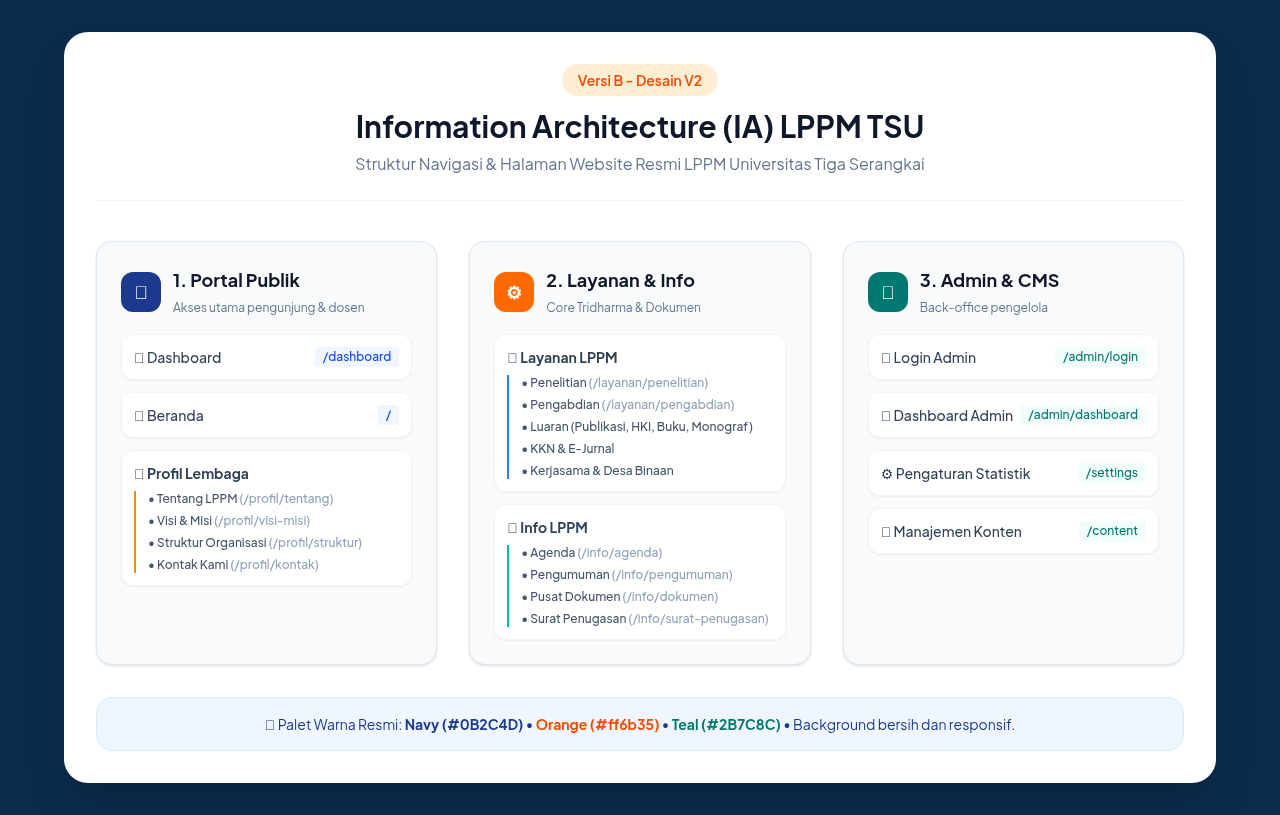 Versi B - Desain V2
Information Architecture (IA) LPPM TSU
Struktur Navigasi & Halaman Website Resmi LPPM Universitas Tiga Serangkai
1. Portal Publik
Akses utama pengunjung & dosen
Dashboard /dashboard
Beranda /
Profil Lembaga
• Tentang LPPM (/profil/tentang)
• Visi & Misi (/profil/visi-misi)
• Struktur Organisasi (/profil/struktur)
• Kontak Kami (/profil/kontak)
2. Layanan & Info
Core Tridharma & Dokumen
Layanan LPPM
• Penelitian (/layanan/penelitian)
• Pengabdian (/layanan/pengabdian)
• Luaran (Publikasi, HKI, Buku, Monograf)
• KKN & E-Jurnal
• Kerjasama & Desa Binaan
Info LPPM
• Agenda (/info/agenda)
• Pengumuman (/info/pengumuman)
• Pusat Dokumen (/info/dokumen)
• Surat Penugasan (/info/surat-penugasan)
3. Admin & CMS
Back-office pengelola
Login Admin /admin/login
Dashboard Admin /admin/dashboard
⚙ Pengaturan Statistik /settings
Manajemen Konten /content
Palet Warna Resmi: Navy (#0B2C4D) • Orange (#ff6b35) • Teal (#2B7C8C) • Background bersih dan responsif.